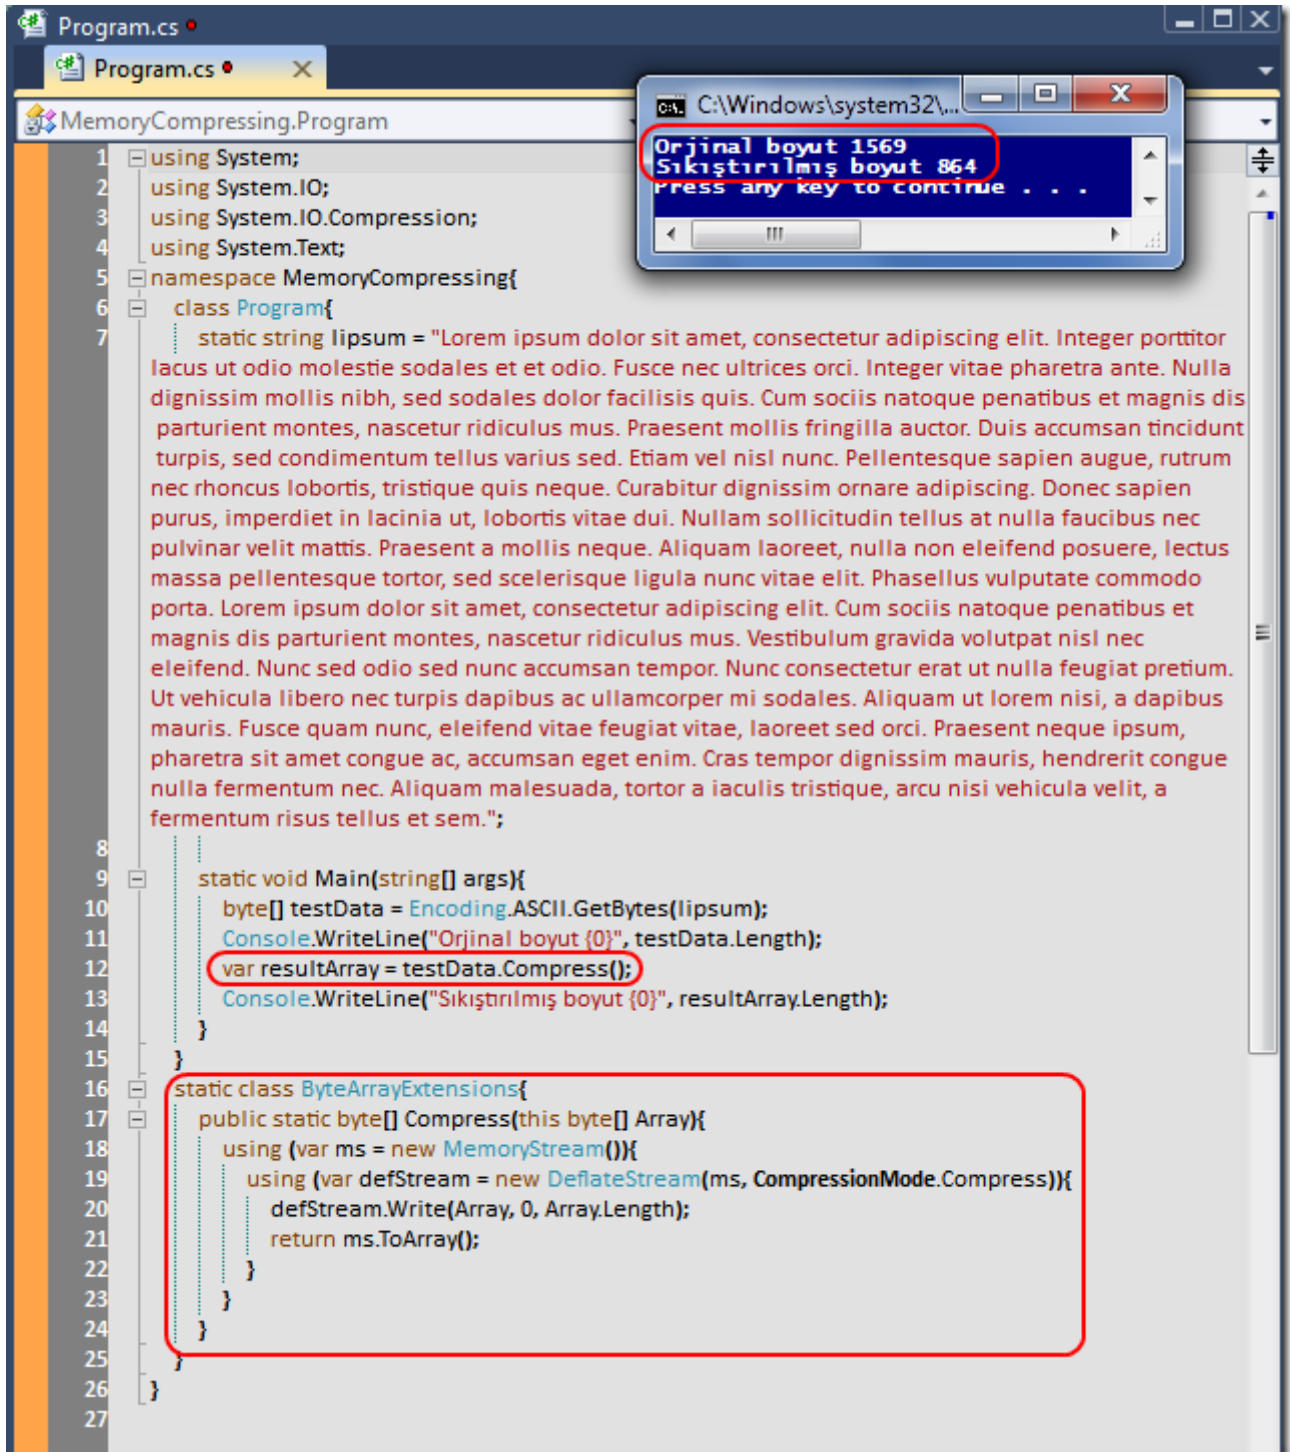 Program.cs
Program.cs
MemoryCompressing.Program
C:\Windows\system32\...
Orjinal boyut 1569
Sıkıştırılmış boyut 864
Press any key to continue . . .
1 using System;
2 using System.IO;
3 using System.IO.Compression;
4 using System.Text;
5 namespace MemoryCompressing{
6 class Program{
7 static string lipsum = "Lorem ipsum dolor sit amet, consectetur adipiscing elit. Integer porttitor
lacus ut odio molestie sodales et et odio. Fusce nec ultrices orci. Integer vitae pharetra ante. Nulla
dignissim mollis nibh, sed sodales dolor facilisis quis. Cum sociis natoque penatibus et magnis dis
parturient montes, nascetur ridiculus mus. Praesent mollis fringilla auctor. Duis accumsan tincidunt
turpis, sed condimentum tellus varius sed. Etiam vel nisl nunc. Pellentesque sapien augue, rutrum
nec rhoncus lobortis, tristique quis neque. Curabitur dignissim ornare adipiscing. Donec sapien
purus, imperdiet in lacinia ut, lobortis vitae dui. Nullam sollicitudin tellus at nulla faucibus nec
pulvinar velit mattis. Praesent a mollis neque. Aliquam laoreet, nulla non eleifend posuere, lectus
massa pellentesque tortor, sed scelerisque ligula nunc vitae elit. Phasellus vulputate commodo
porta. Lorem ipsum dolor sit amet, consectetur adipiscing elit. Cum sociis natoque penatibus et
magnis dis parturient montes, nascetur ridiculus mus. Vestibulum gravida volutpat nisl nec
eleifend. Nunc sed odio sed nunc accumsan tempor. Nunc consectetur erat ut nulla feugiat pretium.
Ut vehicula libero nec turpis dapibus ac ullamcorper mi sodales. Aliquam ut lorem nisi, a dapibus
mauris. Fusce quam nunc, eleifend vitae feugiat vitae, laoreet sed orci. Praesent neque ipsum,
pharetra sit amet congue ac, accumsan eget enim. Cras tempor dignissim mauris, hendrerit congue
nulla fermentum nec. Aliquam malesuada, tortor a iaculis tristique, arcu nisi vehicula velit, a
fermentum risus tellus et sem.";
8
9 static void Main(string[] args){
10 byte[] testData = Encoding.ASCII.GetBytes(lipsum);
11 Console.WriteLine("Orjinal boyut {0}", testData.Length);
12 var resultArray = testData.Compress();
13 Console.WriteLine("Sıkıştırılmış boyut {0}", resultArray.Length);
14 }
15 }
16 static class ByteArrayExtensions{
17 public static byte[] Compress(this byte[] Array){
18 using (var ms = new MemoryStream()){
19 using (var defStream = new DeflateStream(ms, CompressionMode.Compress)){
20 defStream.Write(Array, 0, Array.Length);
21 return ms.ToArray();
22 }
23 }
24 }
25 }
26 }
27